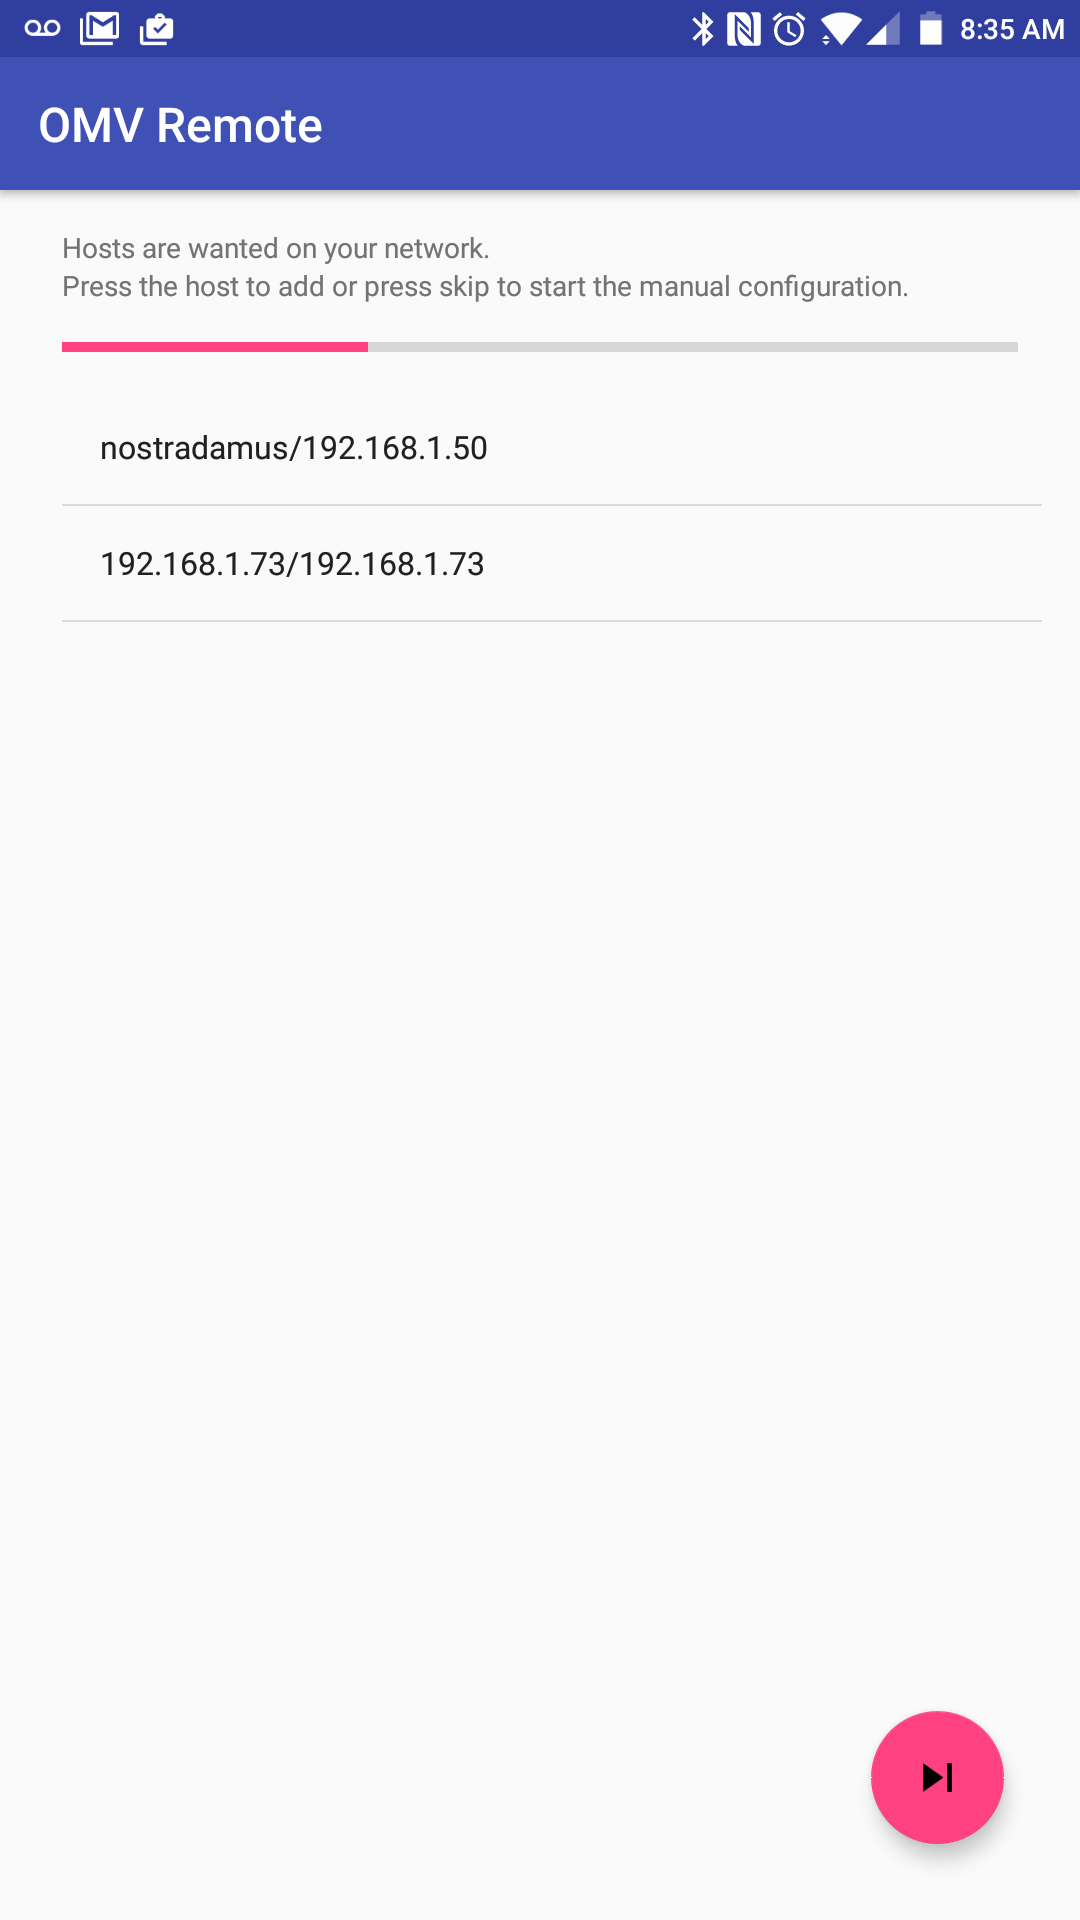 8:35 AM
OMV Remote
Hosts are wanted on your network.
Press the host to add or press skip to start the manual configuration.
nostradamus/192.168.1.50
192.168.1.73/192.168.1.73